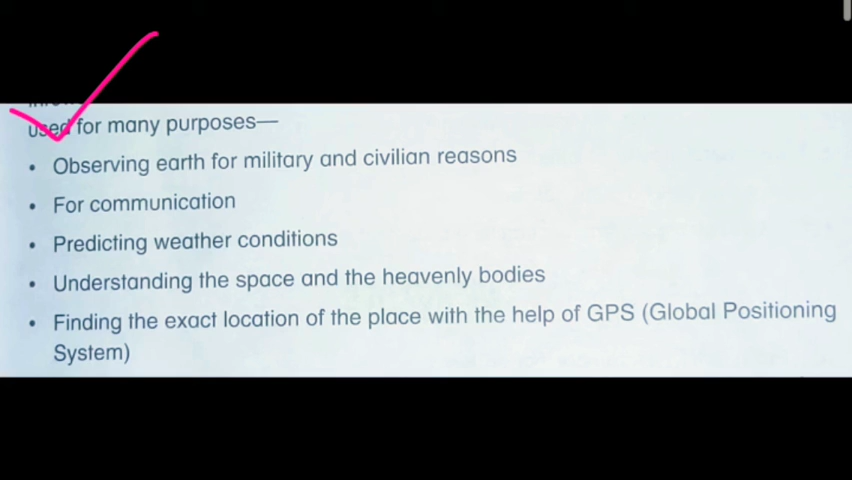 used for many purposes—
• Observing earth for military and civilian reasons
• For communication
• Predicting weather conditions
• Understanding the space and the heavenly bodies
• Finding the exact location of the place with the help of GPS (Global Positioning
System)